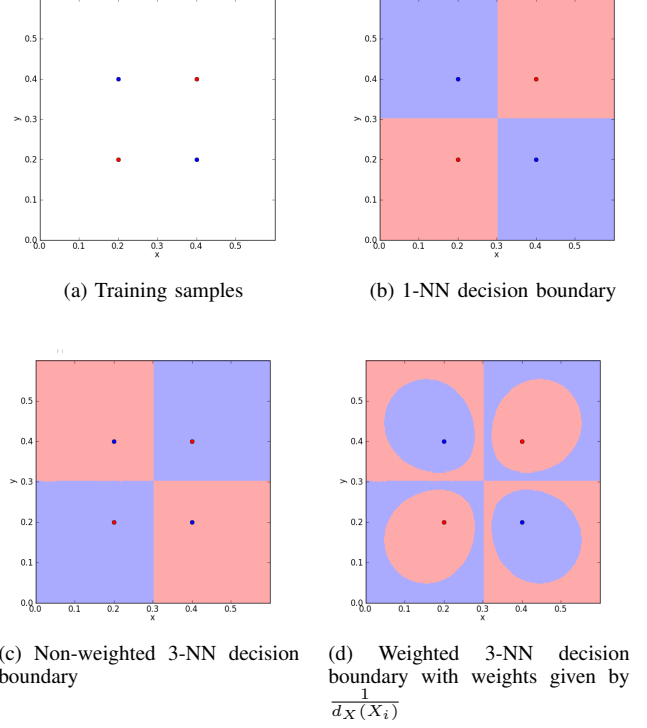 0.5
0.4
y 0.3
0.2
0.1
0.0
0.0 0.1 0.2 0.3 0.4 0.5
x
(a) Training samples
0.5
0.4
y 0.3
0.2
0.1
0.0
0.0 0.1 0.2 0.3 0.4 0.5
x
(b) 1-NN decision boundary
0.5
0.4
y 0.3
0.2
0.1
0.0
0.0 0.1 0.2 0.3 0.4 0.5
x
(c) Non-weighted 3-NN decision
boundary
0.5
0.4
y 0.3
0.2
0.1
0.0
0.0 0.1 0.2 0.3 0.4 0.5
x
(d) Weighted 3-NN decision
boundary with weights given by
1
d_X(X_i)